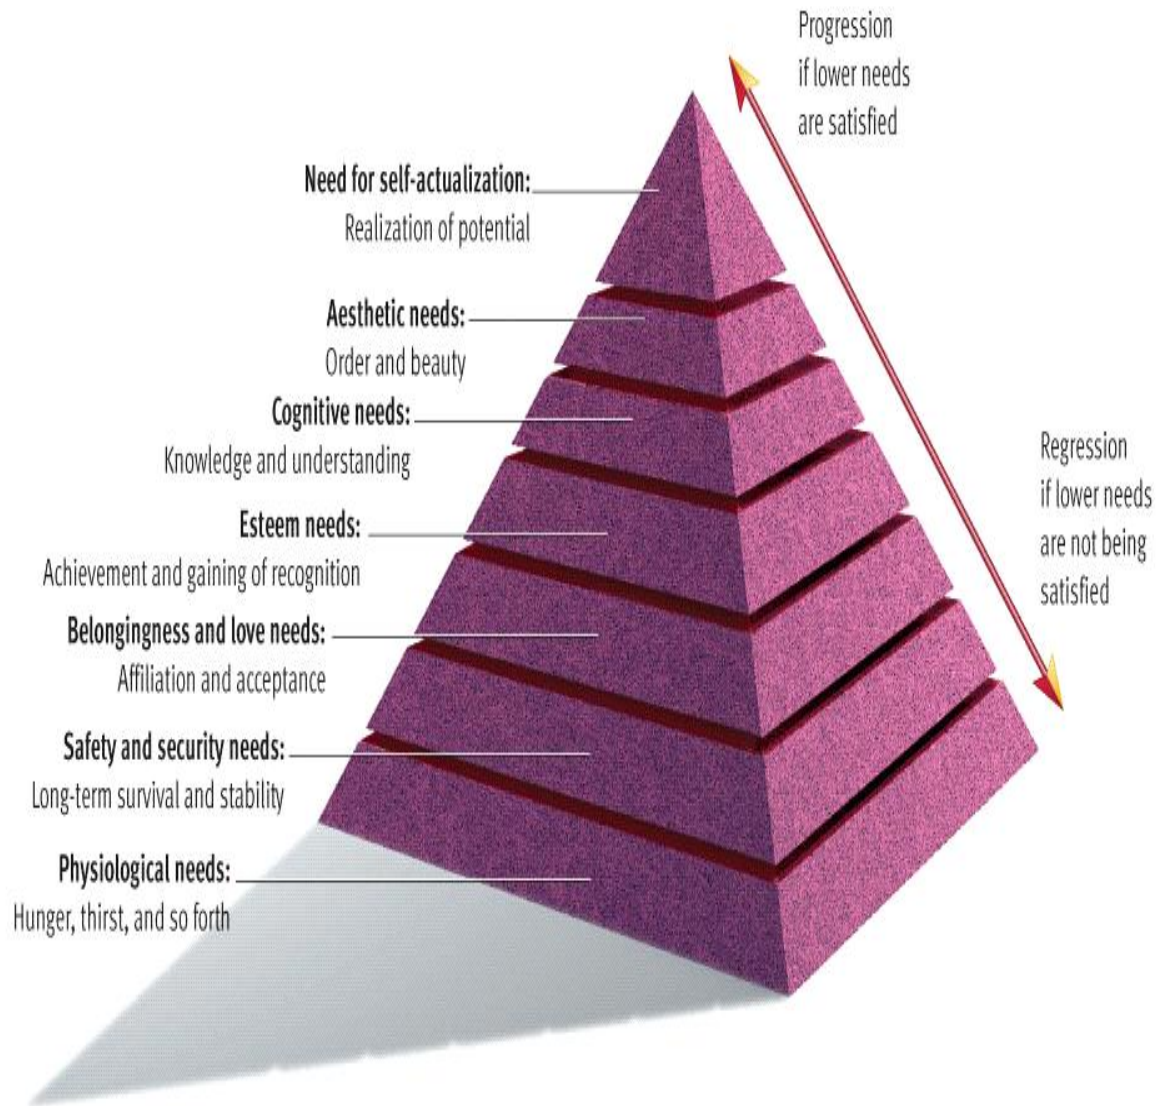 Progression
if lower needs
are satisfied
Need for self-actualization:
Realization of potential
Aesthetic needs:
Order and beauty
Cognitive needs:
Knowledge and understanding
Esteem needs:
Achievement and gaining of recognition
Belongingness and love needs:
Affiliation and acceptance
Safety and security needs:
Long-term survival and stability
Physiological needs:
Hunger, thirst, and so forth
Regression
if lower needs
are not being
satisfied